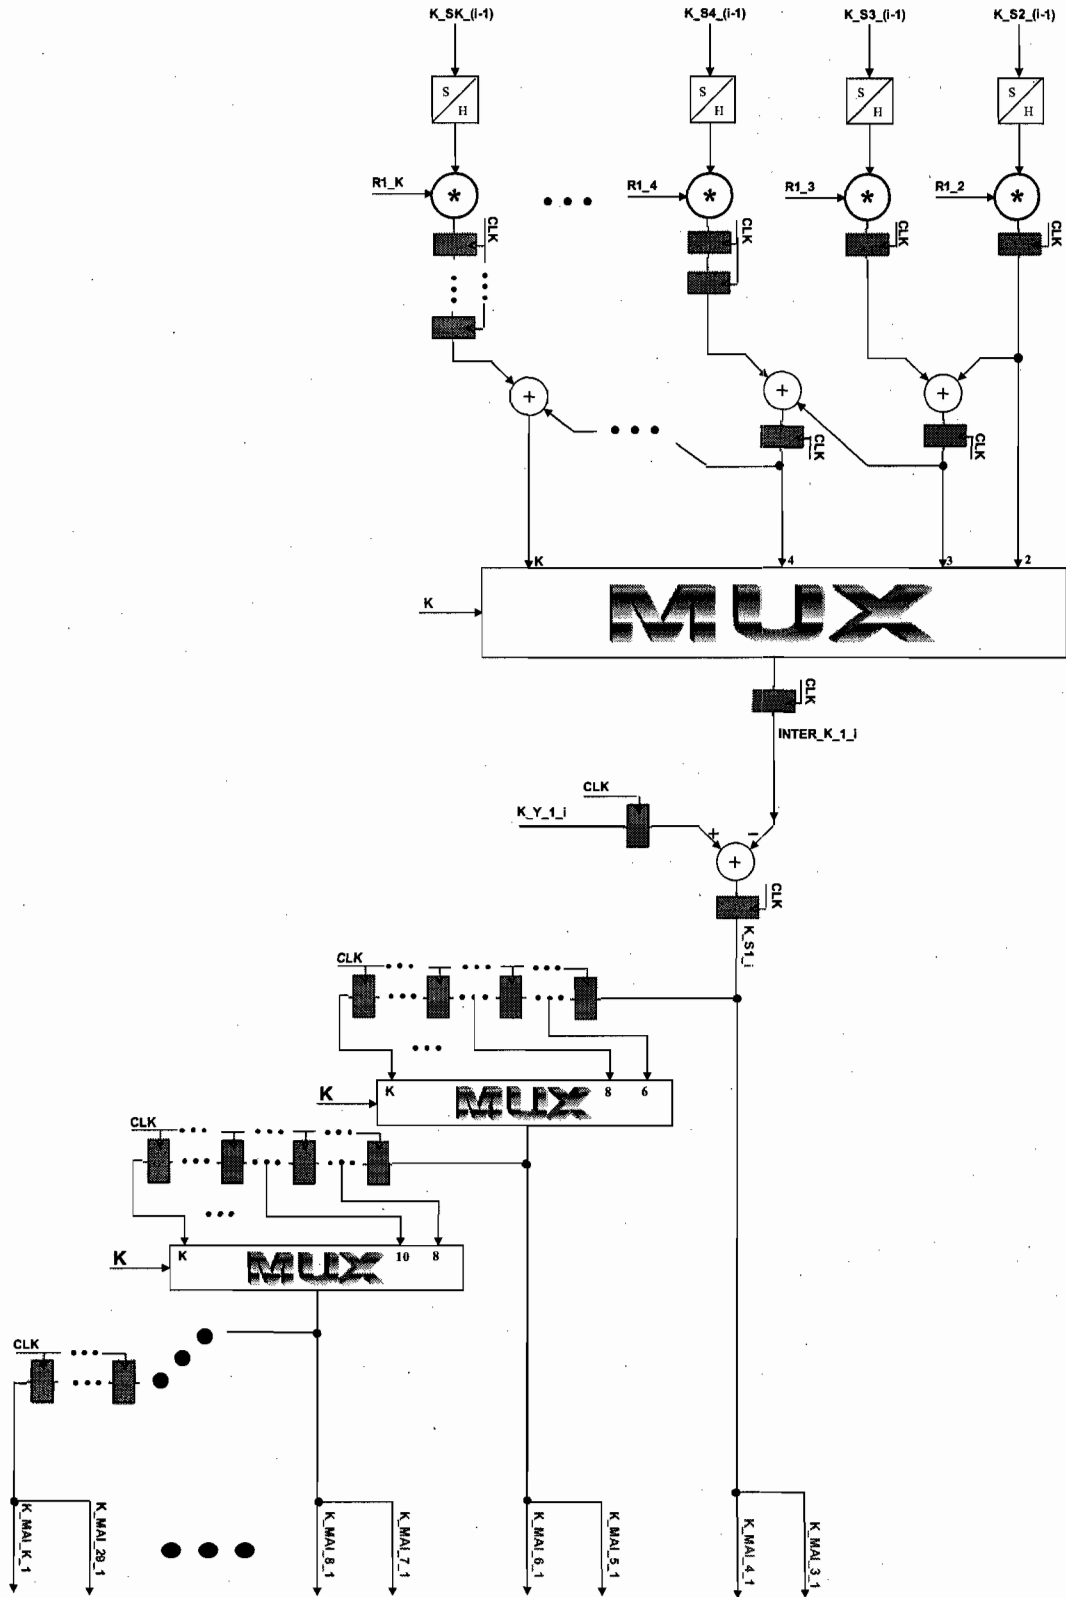 K_SK_(i-1) K_S4_(i-1) K_S3_(i-1) K_S2_(i-1)
S S S S
H H H H
R1_K * R1_4 * R1_3 * R1_2 *
CLK CLK CLK CLK
+ + +
CLK CLK
K 4 3 2
K MUX
CLK
INTER_K_1_i
CLK
K_Y_1_i
+ −
+
CLK
K_S1_i
CLK
K 8 6
K MUX
CLK
K 10 8
K MUX
CLK
K_MAI_K_1 K_MAI_29_1 K_MAI_8_1 K_MAI_7_1 K_MAI_6_1 K_MAI_5_1 K_MAI_4_1 K_MAI_3_1